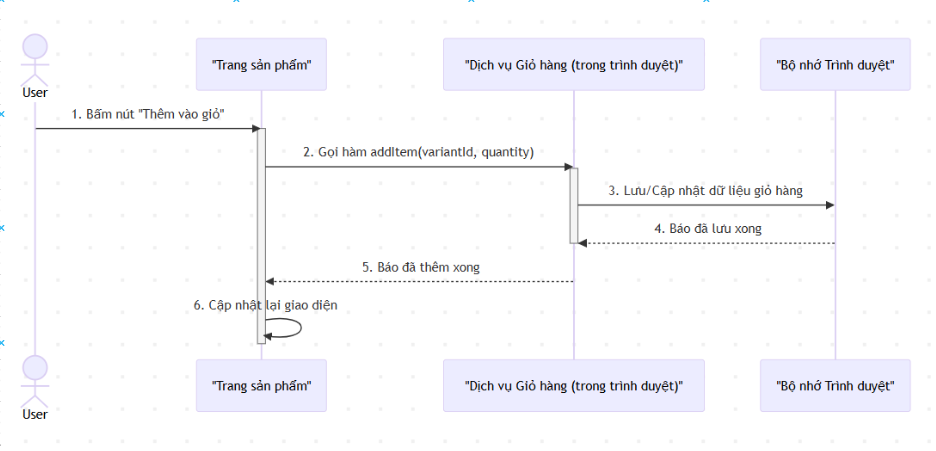 "Trang sản phẩm"
"Dịch vụ Giỏ hàng (trong trình duyệt)"
"Bộ nhớ Trình duyệt"
User
1. Bấm nút "Thêm vào giỏ"
2. Gọi hàm addItem(variantId, quantity)
3. Lưu/Cập nhật dữ liệu giỏ hàng
4. Báo đã lưu xong
5. Báo đã thêm xong
6. Cập nhật lại giao diện
"Trang sản phẩm"
"Dịch vụ Giỏ hàng (trong trình duyệt)"
"Bộ nhớ Trình duyệt"
User